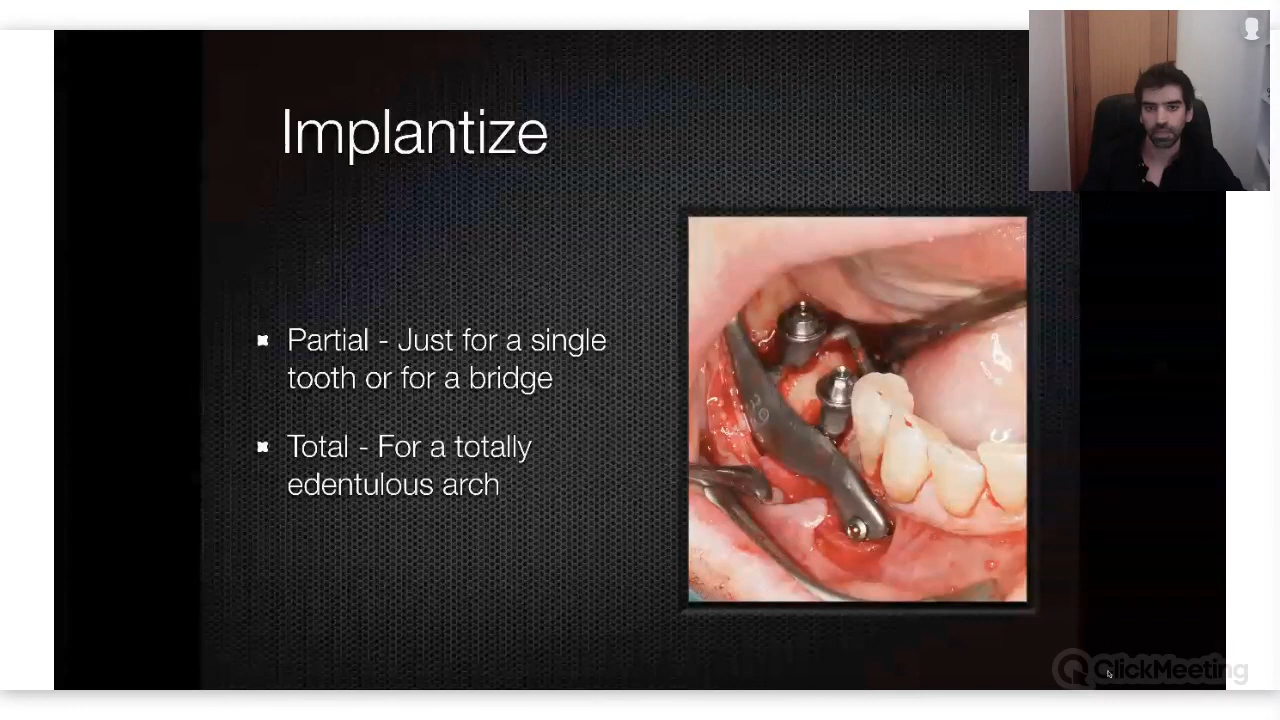 Implantize
Partial - Just for a single
tooth or for a bridge
Total - For a totally
edentulous arch
ClickMeeting